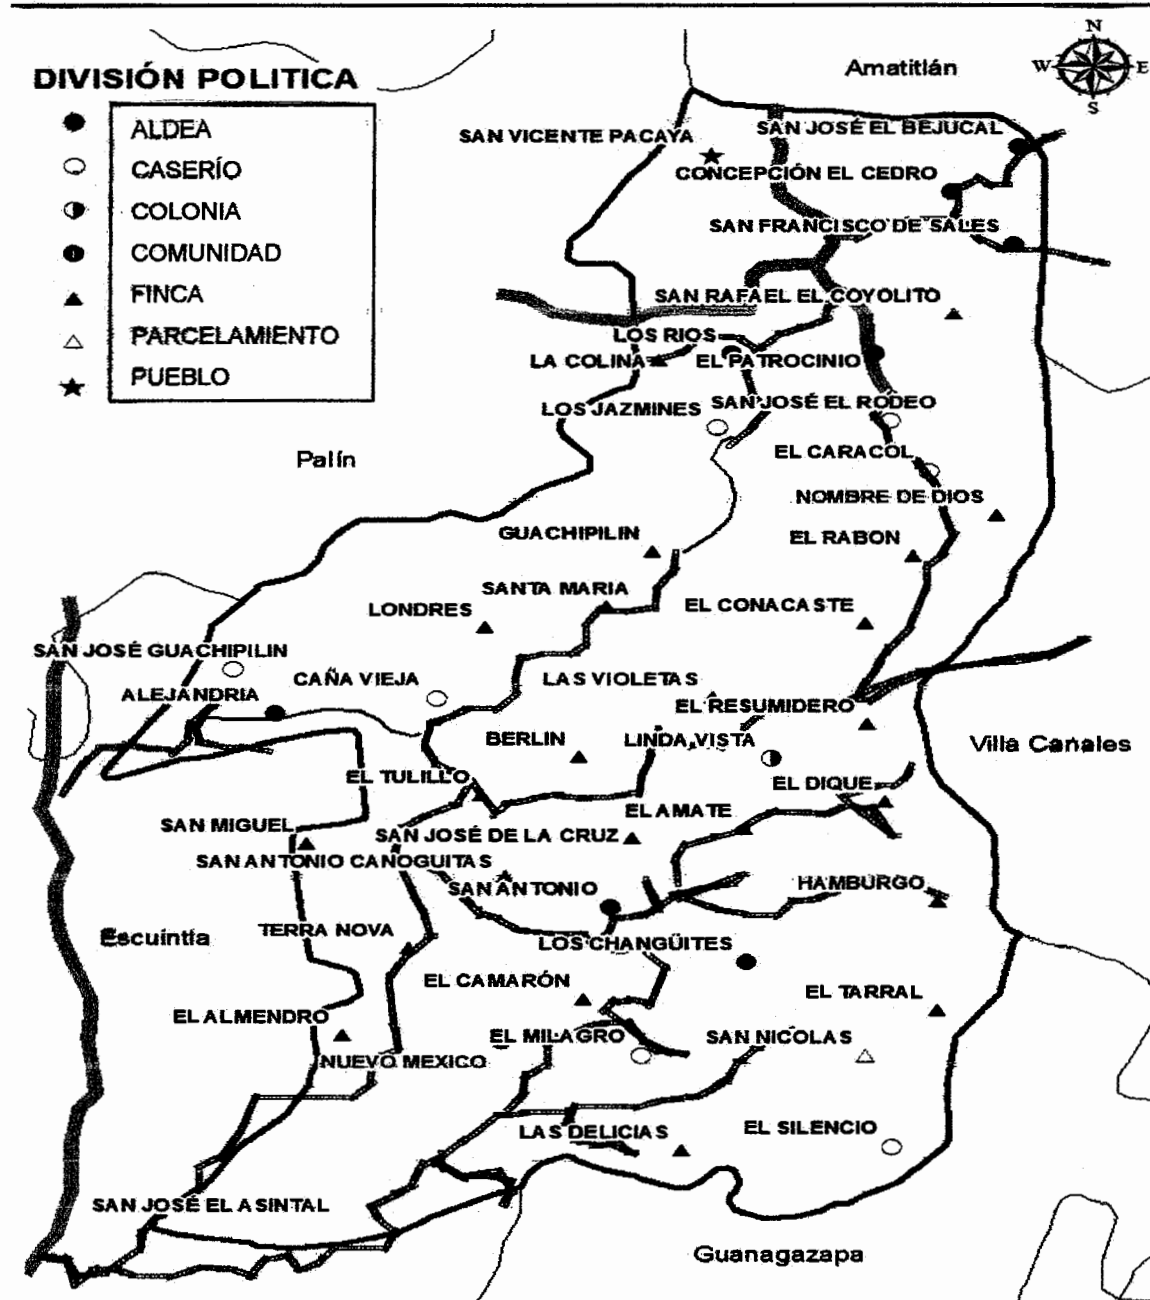 N
W E
S
Amatitlán
DIVISIÓN POLITICA
ALDEA
CASERÍO
COLONIA
COMUNIDAD
FINCA
PARCELAMIENTO
PUEBLO
SAN VICENTE PACAYA
SAN JOSÉ EL BEJUCAL
CONCEPCIÓN EL CEDRO
SAN FRANCISCO DE SALES
SAN RAFAEL EL COYOLITO
LOS RIOS
LA COLINA
EL PATROCINIO
LOS JAZMINES
SAN JOSÉ EL RODEO
Palín
EL CARACOL
NOMBRE DE DIOS
GUACHIPILIN
EL RABON
SANTA MARIA
LONDRES
EL CONACASTE
SAN JOSÉ GUACHIPILIN
CAÑA VIEJA
LAS VIOLETAS
ALEJANDRIA
EL RESUMIDERO
BERLIN
LINDA VISTA
Villa Canales
EL TULILLO
EL DIQUE
EL AMATE
SAN MIGUEL
SAN JOSÉ DE LA CRUZ
SAN ANTONIO CANOGUITAS
SAN ANTONIO
HAMBURGO
Escuintla
TERRA NOVA
LOS CHANGÜITES
EL CAMARÓN
EL TARRAL
EL ALMENDRO
EL MILAGRO
SAN NICOLAS
NUEVO MEXICO
LAS DELICIAS
EL SILENCIO
SAN JOSÉ EL ASINTAL
Guanagazapa